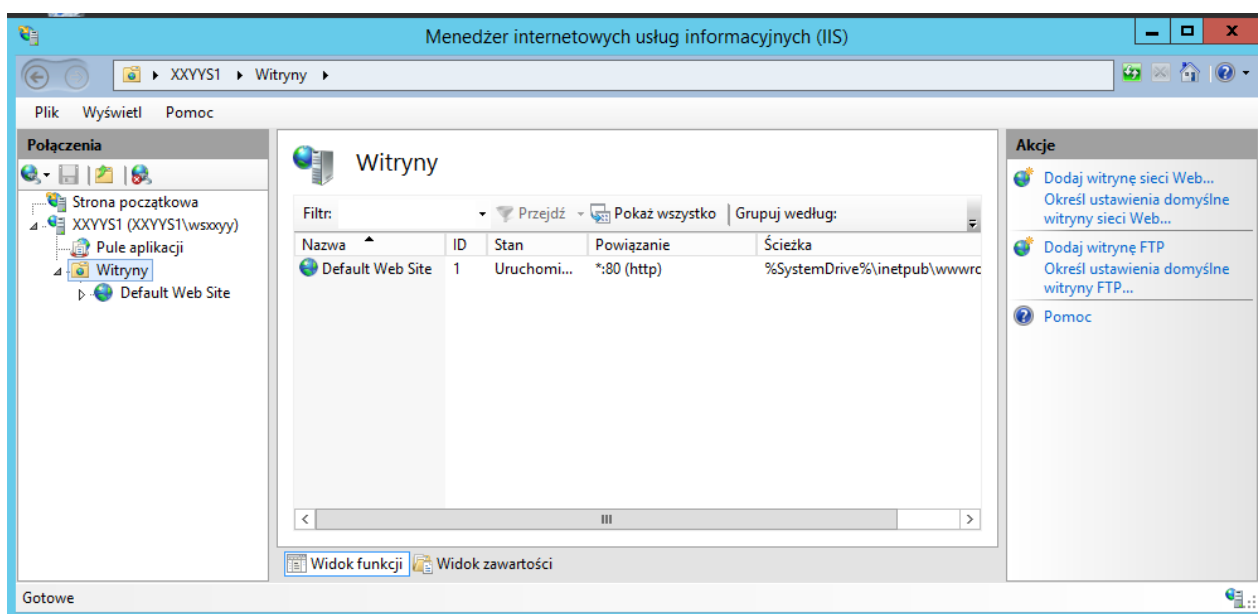 Menedżer internetowych usług informacyjnych (IIS)
XXYYS1 Witryny
Plik Wyświetl Pomoc
Połączenia
Strona początkowa
XXYYS1 (XXYYS1\wsxxyy)
Pule aplikacji
Witryny
Default Web Site
Witryny
Filtr: Przejdź Pokaż wszystko Grupuj według:
Nazwa ID Stan Powiązanie Ścieżka
Default Web Site 1 Uruchomi... *:80 (http) %SystemDrive%\inetpub\wwwrc
Widok funkcji Widok zawartości
Akcje
Dodaj witrynę sieci Web...
Określ ustawienia domyślne
witryny sieci Web...
Dodaj witrynę FTP
Określ ustawienia domyślne
witryny FTP...
Pomoc
Gotowe